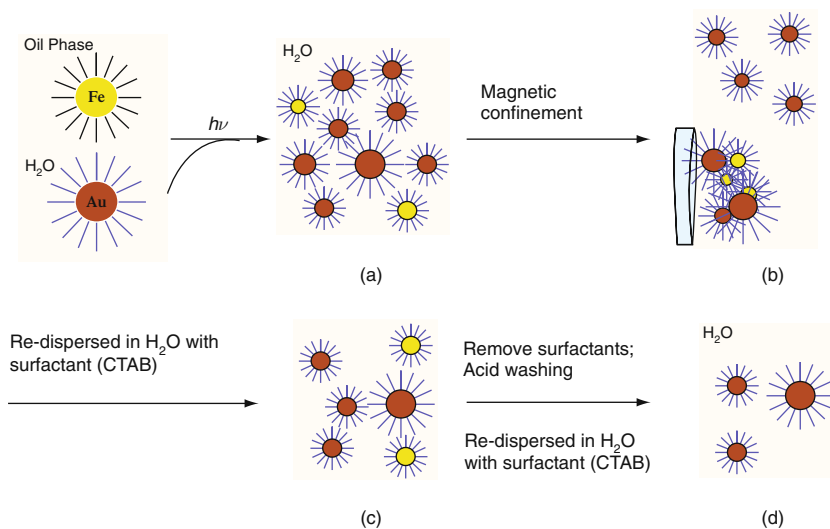 Oil Phase
Fe
H₂O
Au
hν
H₂O
(a)
Magnetic
confinement
(b)
Re-dispersed in H₂O with
surfactant (CTAB)
(c)
Remove surfactants;
Acid washing
Re-dispersed in H₂O
with surfactant (CTAB)
H₂O
(d)